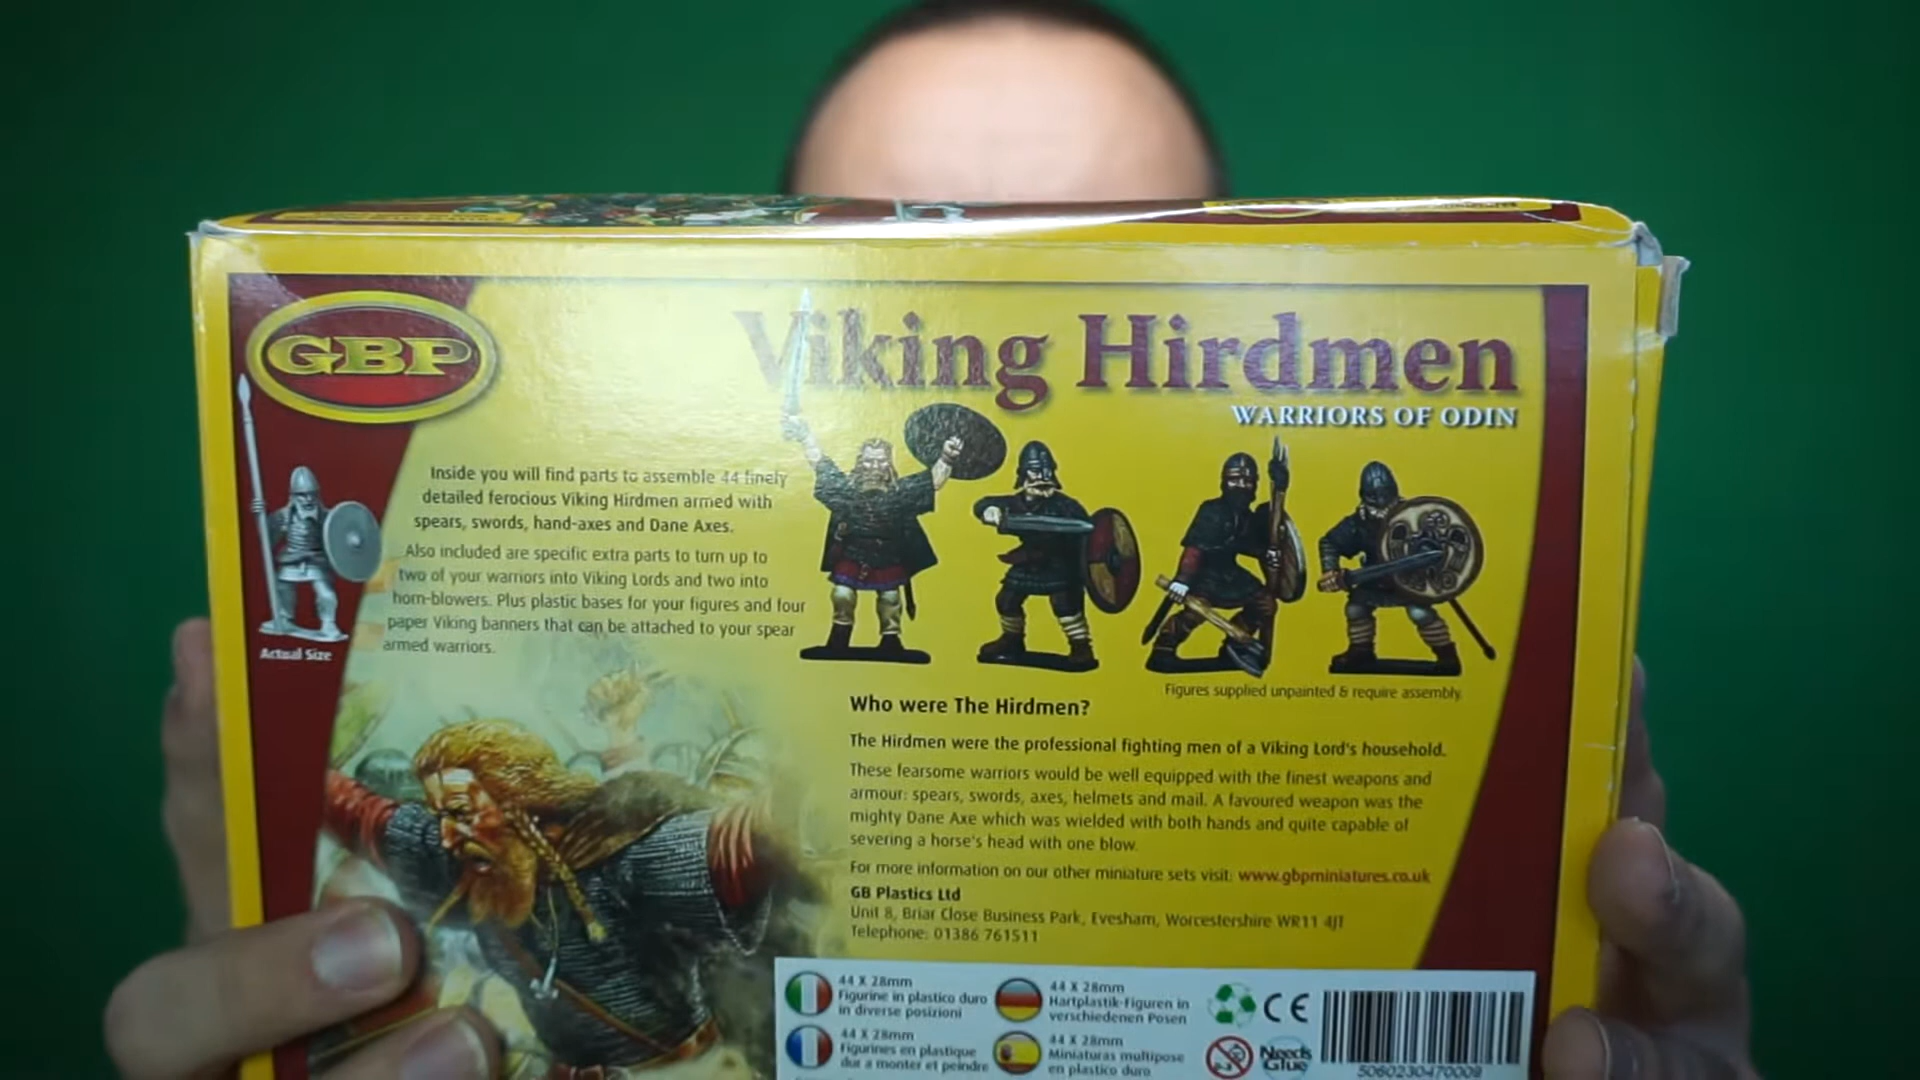 GBP
Viking Hirdmen
WARRIORS OF ODIN
Inside you will find parts to assemble 44 finely
detailed ferocious Viking Hirdmen armed with
spears, swords, hand-axes and Dane Axes.
Also included are specific extra parts to turn up to
two of your warriors into Viking Lords and two into
horn-blowers. Plus plastic bases for your figures and four
paper Viking banners that can be attached to your spear
armed warriors.
Actual Size
Figures supplied unpainted & require assembly
Who were The Hirdmen?
The Hirdmen were the professional fighting men of a Viking Lord's household.
These fearsome warriors would be well equipped with the finest weapons and
armour: spears, swords, axes, helmets and mail. A favoured weapon was the
mighty Dane Axe which was wielded with both hands and quite capable of
severing a horse's head with one blow.
For more information on our other miniature sets visit: www.gbpminiatures.co.uk
GB Plastics Ltd
Unit 8, Briar Close Business Park, Evesham, Worcestershire WR11 4JT
Telephone: 01386 761511
44 X 28mm
Figurine in plastico duro
in diverse posizioni
44 X 28mm
Hartplastik-Figuren in
verschiedenen Posen
44 X 28mm
Figurines en plastique
dur a monter et peindre
44 X 28mm
Miniaturas multipose
en plastico duro
CE
Needs
Glue
5060230470009